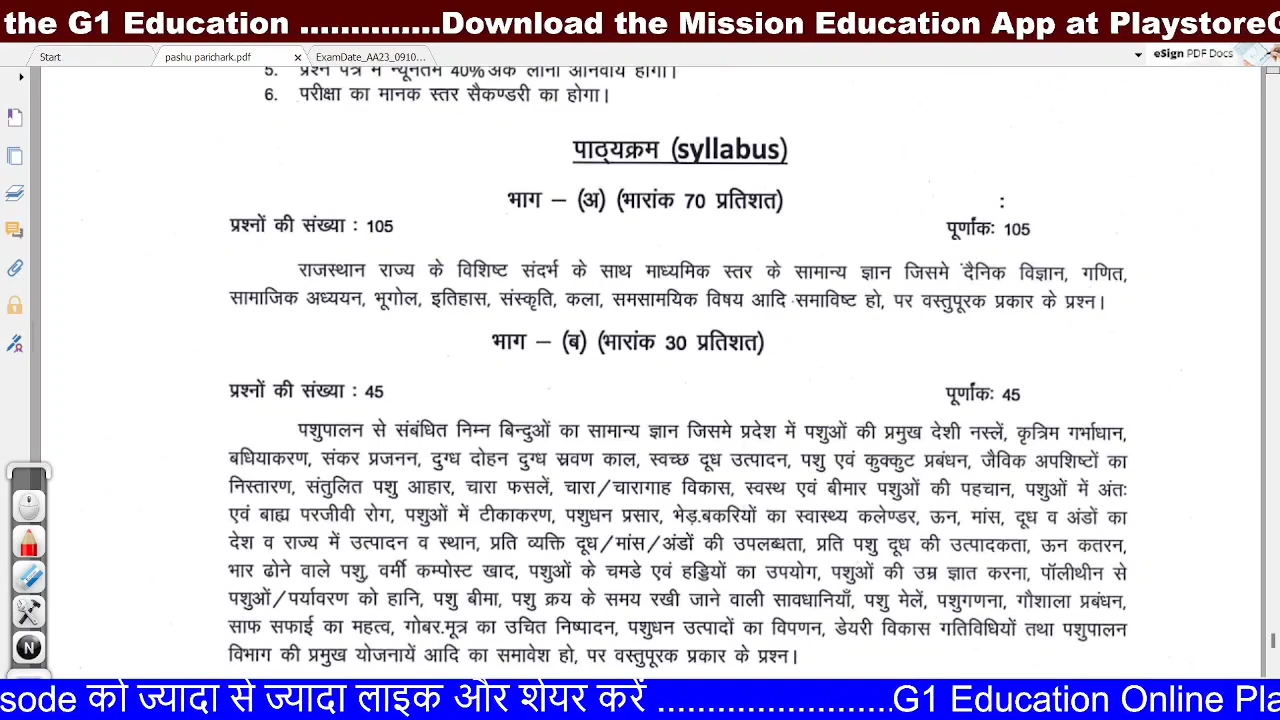 the G1 Education ..............Download the Mission Education App at PlaystoreG
Start pashu parichark.pdf × ExamDate_AA23_0910... eSign PDF Docs
5. प्रश्न पत्र में न्यूनतम 40% अंक लाना अनिवार्य होगा।
6. परीक्षा का मानक स्तर सैकण्डरी का होगा।
पाठ्यक्रम (syllabus)
भाग – (अ) (भारांक 70 प्रतिशत) :
प्रश्नों की संख्या : 105 पूर्णांकः 105
राजस्थान राज्य के विशिष्ट संदर्भ के साथ माध्यमिक स्तर के सामान्य ज्ञान जिसमे दैनिक विज्ञान, गणित,
सामाजिक अध्ययन, भूगोल, इतिहास, संस्कृति, कला, समसामयिक विषय आदि समाविष्ट हो, पर वस्तुपूरक प्रकार के प्रश्न।
भाग – (ब) (भारांक 30 प्रतिशत)
प्रश्नों की संख्या : 45 पूर्णांकः 45
पशुपालन से संबंधित निम्न बिन्दुओं का सामान्य ज्ञान जिसमे प्रदेश में पशुओं की प्रमुख देशी नस्लें, कृत्रिम गर्भाधान,
बधियाकरण, संकर प्रजनन, दुग्ध दोहन दुग्ध स्रवण काल, स्वच्छ दूध उत्पादन, पशु एवं कुक्कुट प्रबंधन, जैविक अपशिष्टों का
निस्तारण, संतुलित पशु आहार, चारा फसलें, चारा/चारागाह विकास, स्वस्थ एवं बीमार पशुओं की पहचान, पशुओं में अंतः
एवं बाह्य परजीवी रोग, पशुओं में टीकाकरण, पशुधन प्रसार, भेड़.बकरियों का स्वास्थ्य कलेण्डर, ऊन, मांस, दूध व अंडों का
देश व राज्य में उत्पादन व स्थान, प्रति व्यक्ति दूध/मांस/अंडों की उपलब्धता, प्रति पशु दूध की उत्पादकता, ऊन कतरन,
भार ढोने वाले पशु, वर्मी कम्पोस्ट खाद, पशुओं के चमडे एवं हड्डियों का उपयोग, पशुओं की उम्र ज्ञात करना, पॉलीथीन से
पशुओं/पर्यावरण को हानि, पशु बीमा, पशु क्रय के समय रखी जाने वाली सावधानियाँ, पशु मेलें, पशुगणना, गौशाला प्रबंधन,
साफ सफाई का महत्व, गोबर.मूत्र का उचित निष्पादन, पशुधन उत्पादों का विपणन, डेयरी विकास गतिविधियों तथा पशुपालन
विभाग की प्रमुख योजनायें आदि का समावेश हो, पर वस्तुपूरक प्रकार के प्रश्न।
N
sode को ज्यादा से ज्यादा लाइक और शेयर करें ........................G1 Education Online Pla